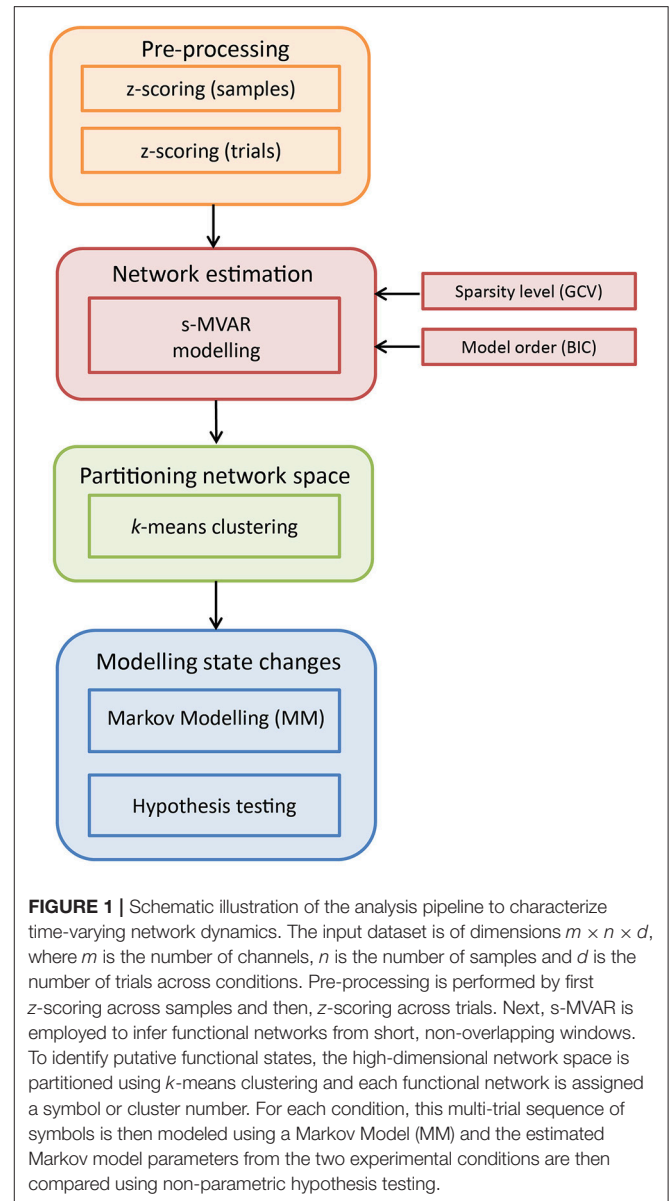 Pre-processing
z-scoring (samples)
z-scoring (trials)
Network estimation
s-MVAR
modelling
Sparsity level (GCV)
Model order (BIC)
Partitioning network space
k-means clustering
Modelling state changes
Markov Modelling (MM)
Hypothesis testing
FIGURE 1 | Schematic illustration of the analysis pipeline to characterize
time-varying network dynamics. The input dataset is of dimensions m × n × d,
where m is the number of channels, n is the number of samples and d is the
number of trials across conditions. Pre-processing is performed by first
z-scoring across samples and then, z-scoring across trials. Next, s-MVAR is
employed to infer functional networks from short, non-overlapping windows.
To identify putative functional states, the high-dimensional network space is
partitioned using k-means clustering and each functional network is assigned
a symbol or cluster number. For each condition, this multi-trial sequence of
symbols is then modeled using a Markov Model (MM) and the estimated
Markov model parameters from the two experimental conditions are then
compared using non-parametric hypothesis testing.